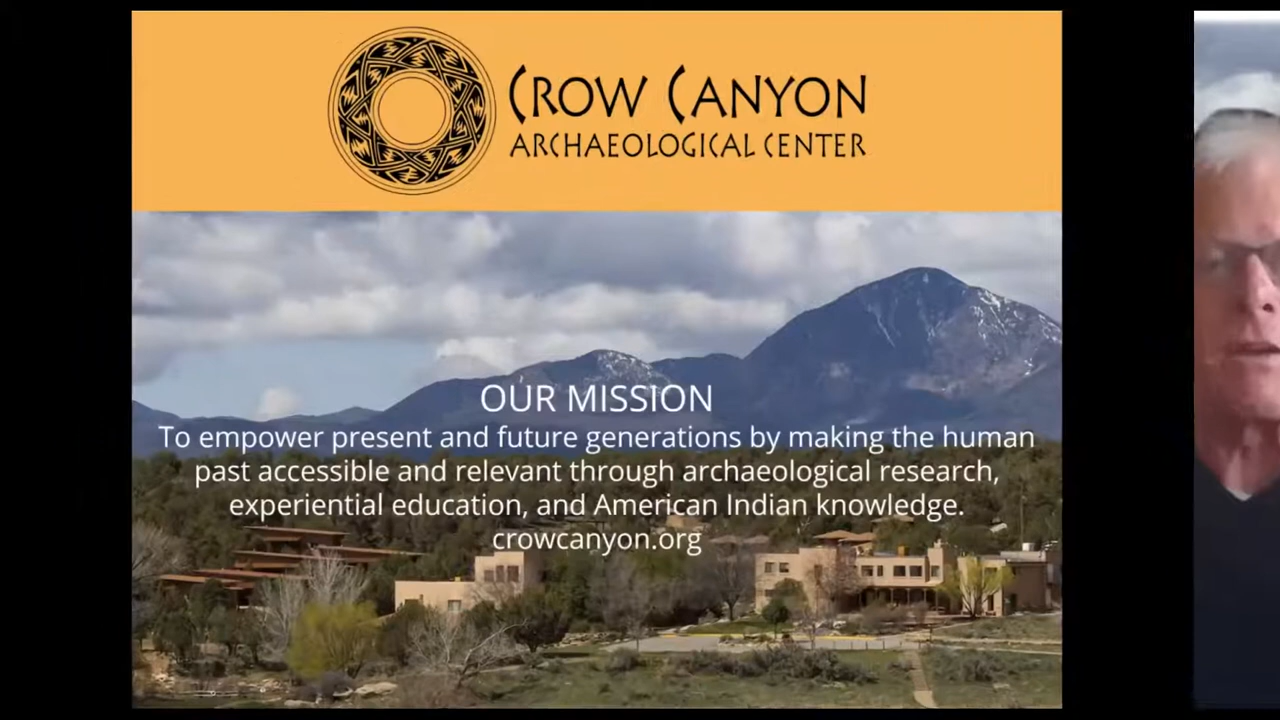 CROW CANYON
ARCHAEOLOGICAL CENTER
OUR MISSION
To empower present and future generations by making the human
past accessible and relevant through archaeological research,
experiential education, and American Indian knowledge.
crowcanyon.org